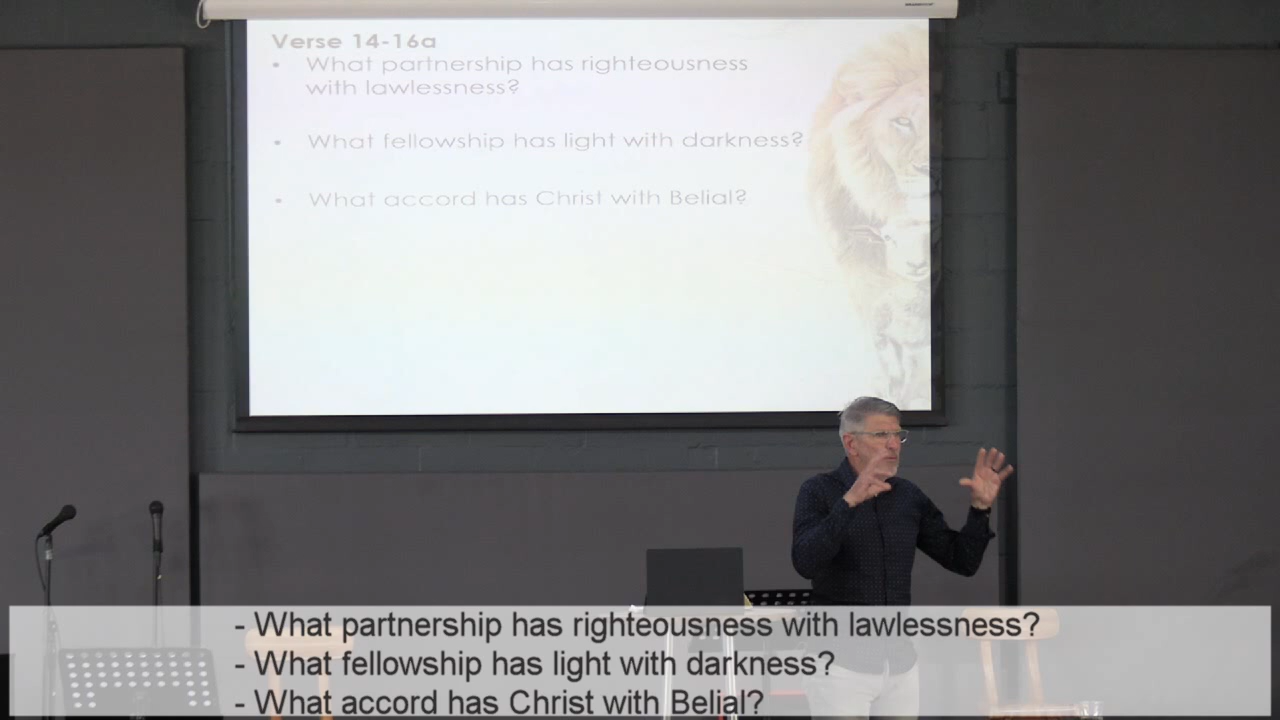 Verse 14-16a
• What partnership has righteousness
with lawlessness?
• What fellowship has light with darkness?
• What accord has Christ with Belial?
- What partnership has righteousness with lawlessness?
- What fellowship has light with darkness?
- What accord has Christ with Belial?